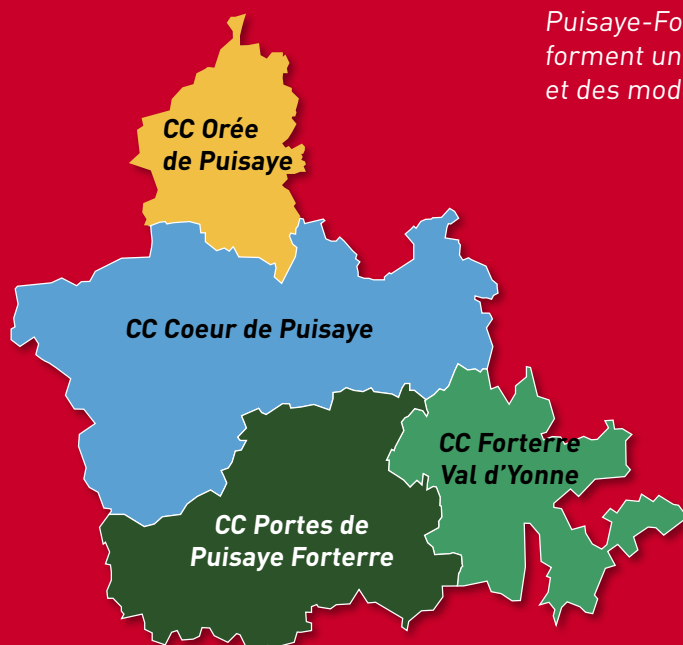 Puisaye-Fo
forment un
et des mod
CC Orée
de Puisaye
CC Coeur de Puisaye
CC Forterre
Val d'Yonne
CC Portes de
Puisaye Forterre